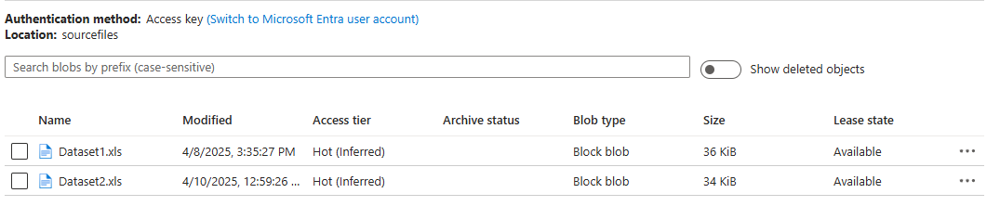 Authentication method: Access key (Switch to Microsoft Entra user account)
Location: sourcefiles
Search blobs by prefix (case-sensitive)
Show deleted objects
Name Modified Access tier Archive status Blob type Size Lease state
Dataset1.xls 4/8/2025, 3:35:27 PM Hot (Inferred) Block blob 36 KiB Available ...
Dataset2.xls 4/10/2025, 12:59:26 ... Hot (Inferred) Block blob 34 KiB Available ...